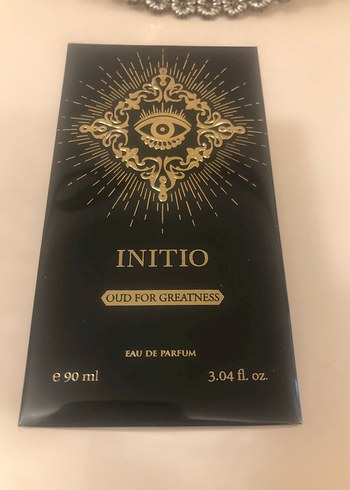 INITIO
OUD FOR GREATNESS
EAU DE PARFUM
e 90 ml 3.04 fl. oz.